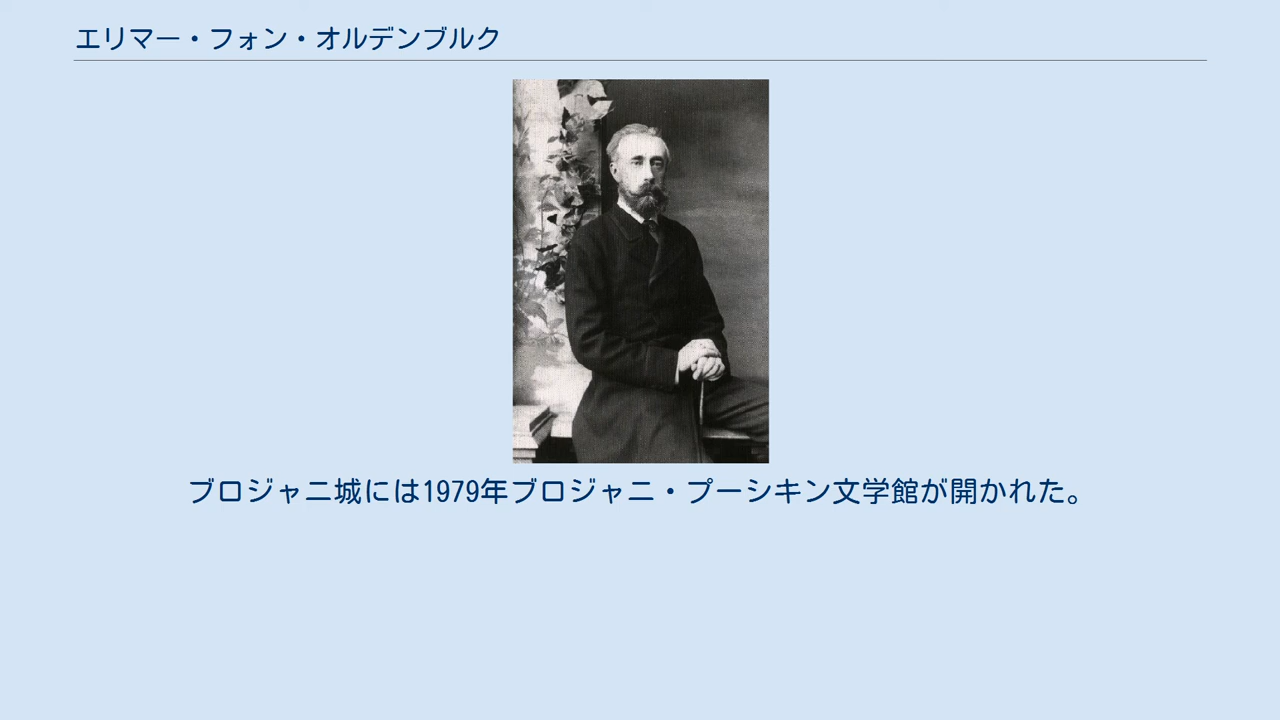 エリマー・フォン・オルデンブルク
ブロジャニ城には1979年ブロジャニ・プーシキン文学館が開かれた。